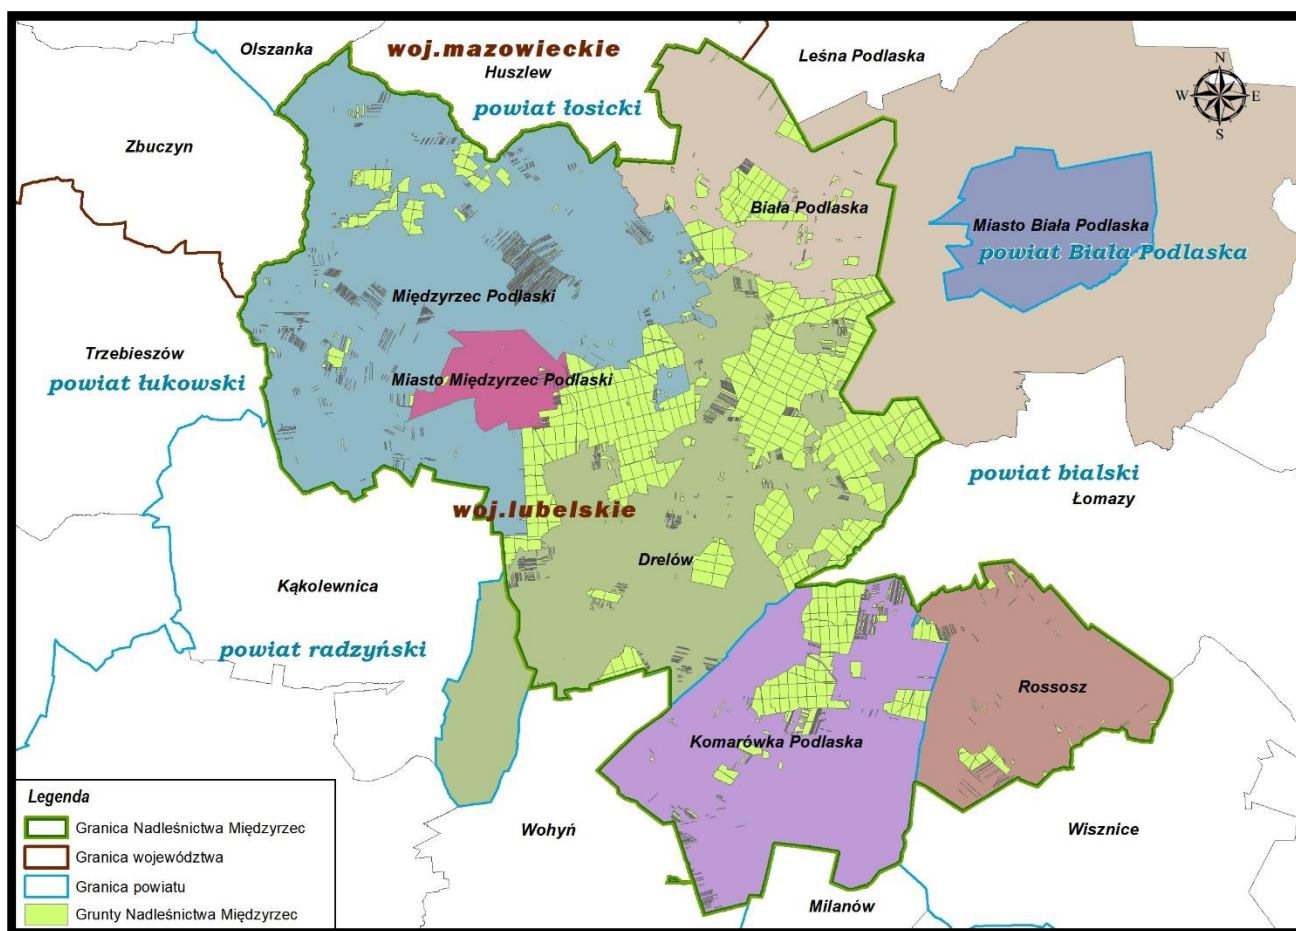 Olszanka
woj.mazowieckie
Huszlew
powiat łosicki
Leśna Podlaska
N
W E
S
Zbuczyn
Biała Podlaska
Miasto Biała Podlaska
powiat Biała Podlaska
Międzyrzec Podlaski
Trzebieszów
powiat łukowski
Miasto Międzyrzec Podlaski
powiat bialski
Łomazy
woj.lubelskie
Drelów
Kąkolewnica
powiat radzyński
Rossosz
Komarówka Podlaska
Wohyń
Wisznice
Milanów
Legenda
Granica Nadleśnictwa Międzyrzec
Granica województwa
Granica powiatu
Grunty Nadleśnictwa Międzyrzec